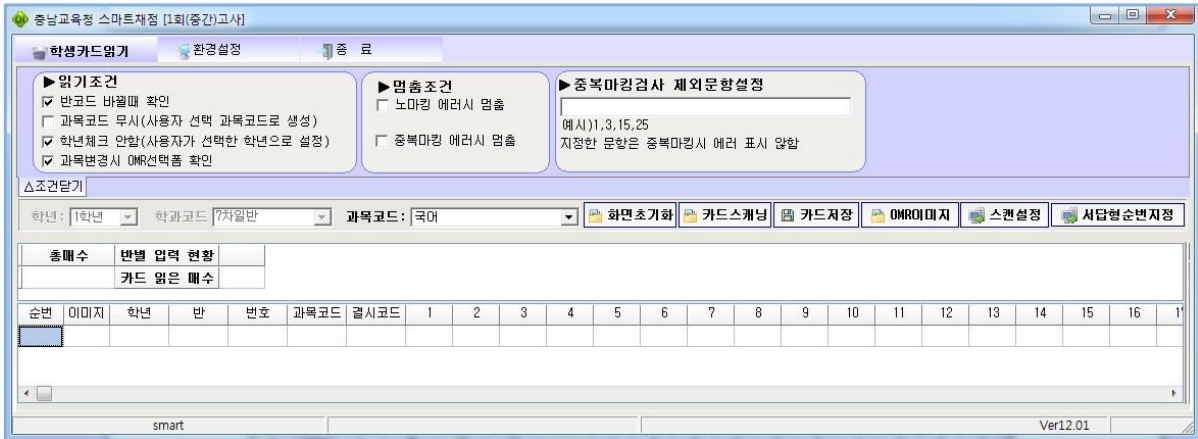 충남교육청 스마트채점 [1회(중간)고사]
학생카드읽기 환경설정 종 료
▶읽기조건
반코드 바뀔때 확인
과목코드 무시(사용자 선택 과목코드로 생성)
학년체크 안함(사용자가 선택한 학년으로 설정)
과목변경시 OMR선택폼 확인
▶멈춤조건
노마킹 에러시 멈춤
중복마킹 에러시 멈춤
▶중복마킹검사 제외문항설정
예시)1,3,15,25
지정한 문항은 중복마킹시 에러 표시 않함
△조건닫기
학년: 1학년 학과코드 7차일반 과목코드: 국어 화면초기화 카드스캐닝 카드저장 OMR이미지 스캔설정 서답형순번지정
총매수 반별 입력 현황
카드 읽은 매수
순번 이미지 학년 반 번호 과목코드 결시코드 1 2 3 4 5 6 7 8 9 10 11 12 13 14 15 16
smart Ver12.01